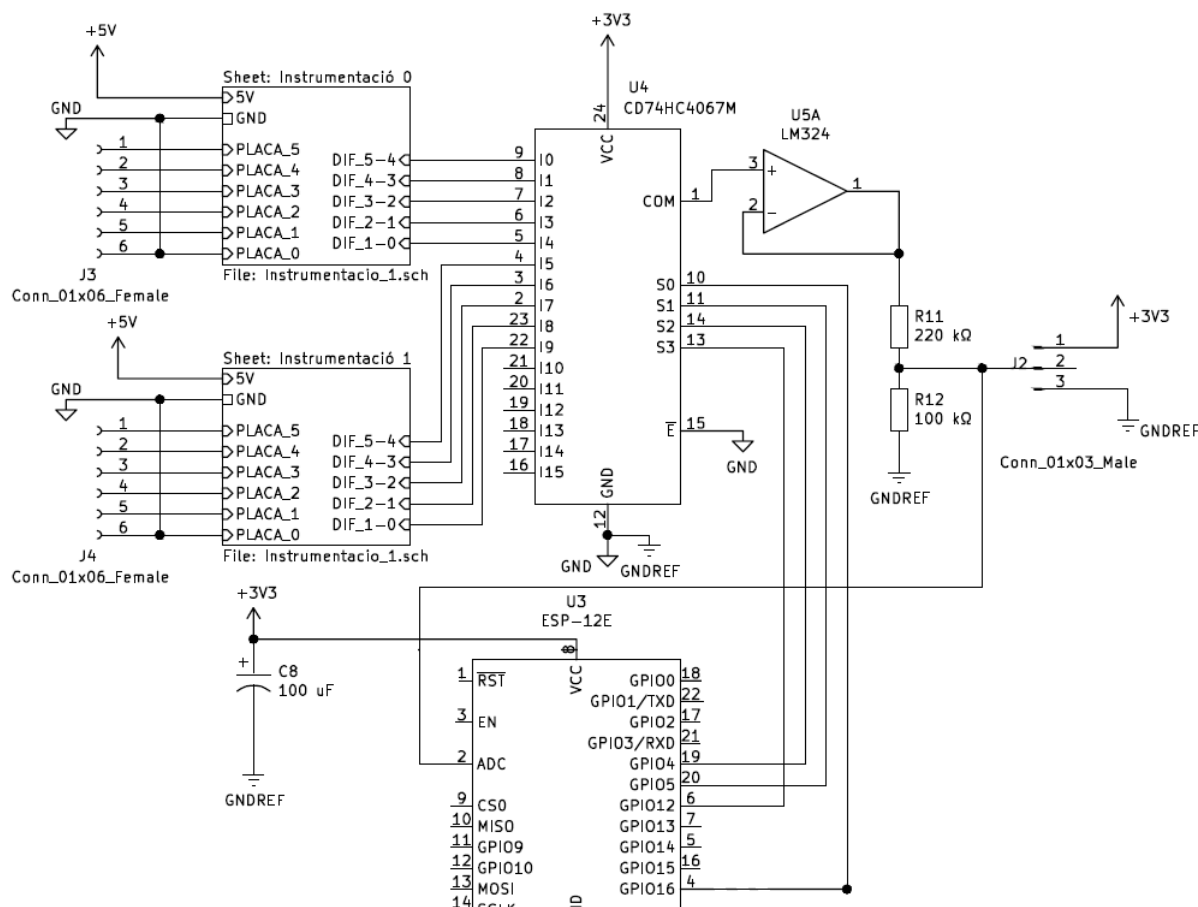 +5V
Sheet: Instrumentació 0
5V
GND
GND
1 PLACA_5
2 PLACA_4
3 PLACA_3
4 PLACA_2
5 PLACA_1
6 PLACA_0
DIF_5-4
DIF_4-3
DIF_3-2
DIF_2-1
DIF_1-0
J3
Conn_01x06_Female
File: Instrumentacio_1.sch
+5V
Sheet: Instrumentació 1
5V
GND
GND
1 PLACA_5
2 PLACA_4
3 PLACA_3
4 PLACA_2
5 PLACA_1
6 PLACA_0
DIF_5-4
DIF_4-3
DIF_3-2
DIF_2-1
DIF_1-0
J4
Conn_01x06_Female
File: Instrumentacio_1.sch
+3V3
U4
CD74HC4067M
24
VCC
9 I0
8 I1
7 I2
6 I3
5 I4
4 I5
3 I6
2 I7
23 I8
22 I9
21 I10
20 I11
19 I12
18 I13
17 I14
16 I15
COM 1
S0 10
S1 11
S2 14
S3 13
E 15
GND
GND
12
GND
GNDREF
U5A
LM324
3 +
2 −
1
R11
220 kΩ
R12
100 kΩ
GNDREF
+3V3
1
J2 2
3
GNDREF
Conn_01x03_Male
+3V3
+ C8
100 uF
GNDREF
U3
ESP-12E
8
VCC
1 RST
3 EN
2 ADC
9 CS0
10 MISO
11 GPIO9
12 GPIO10
13 MOSI
14
GPIO0 18
GPIO1/TXD 22
GPIO2 17
GPIO3/RXD 21
GPIO4 19
GPIO5 20
GPIO12 6
GPIO13 7
GPIO14 5
GPIO15 16
GPIO16 4